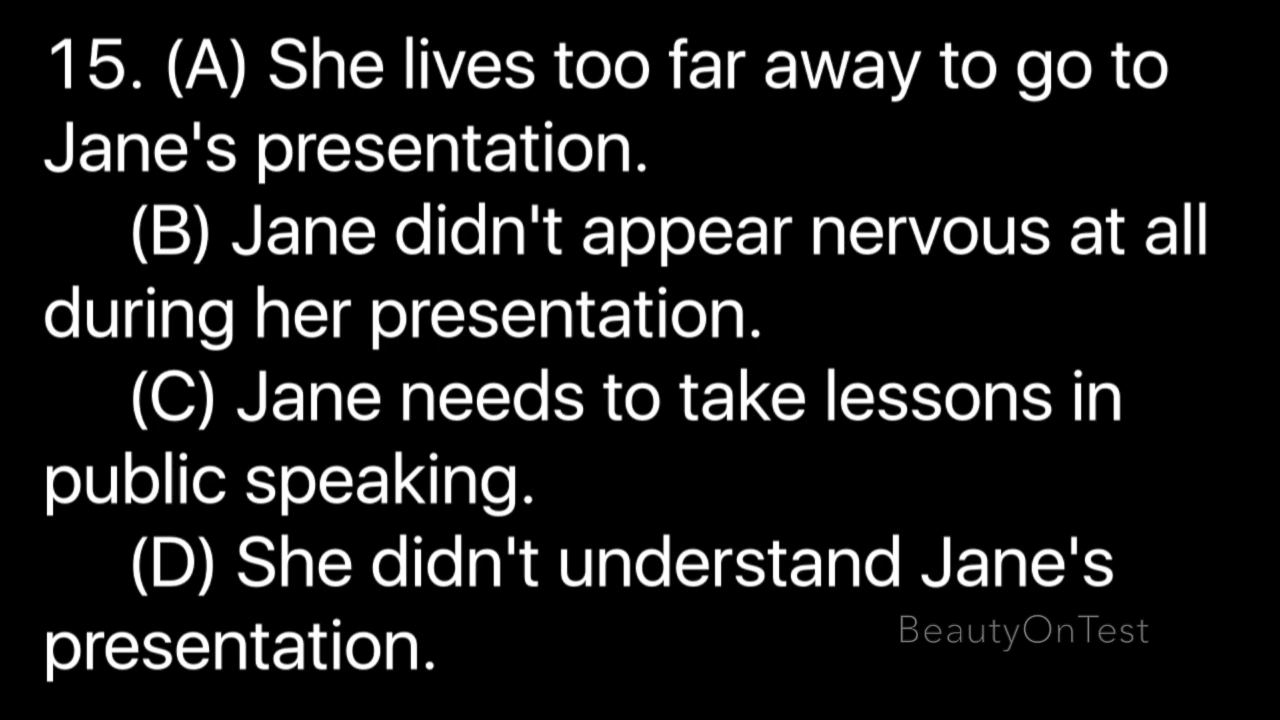 15. (A) She lives too far away to go to
Jane's presentation.
(B) Jane didn't appear nervous at all
during her presentation.
(C) Jane needs to take lessons in
public speaking.
(D) She didn't understand Jane's
presentation.
BeautyOnTest